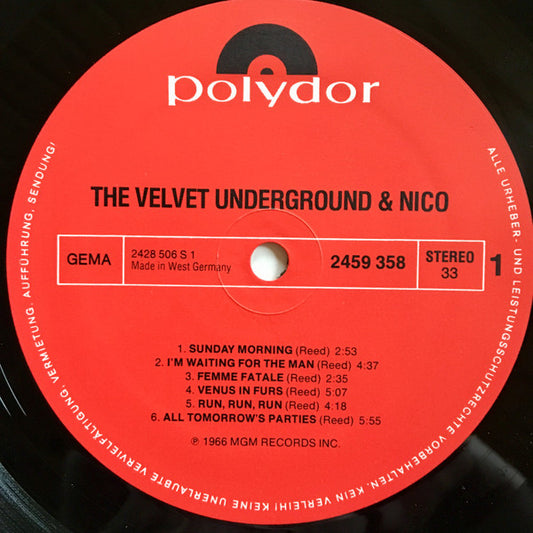 polydor
THE VELVET UNDERGROUND & NICO
GEMA
2428 506 S 1
Made in West Germany
2459 358
STEREO
33
1
1. SUNDAY MORNING (Reed) 2:53
2. I'M WAITING FOR THE MAN (Reed) 4:37
3. FEMME FATALE (Reed) 2:35
4. VENUS IN FURS (Reed) 5:07
5. RUN, RUN, RUN (Reed) 4:18
6. ALL TOMORROW'S PARTIES (Reed) 5:55
℗ 1966 MGM RECORDS INC.
ALLE URHEBER- UND LEISTUNGSSCHUTZRECHTE VORBEHALTEN. KEIN VERLEIH! KEINE UNERLAUBTE VERVIELFÄLTIGUNG, VERMIETUNG, AUFFÜHRUNG, SENDUNG!